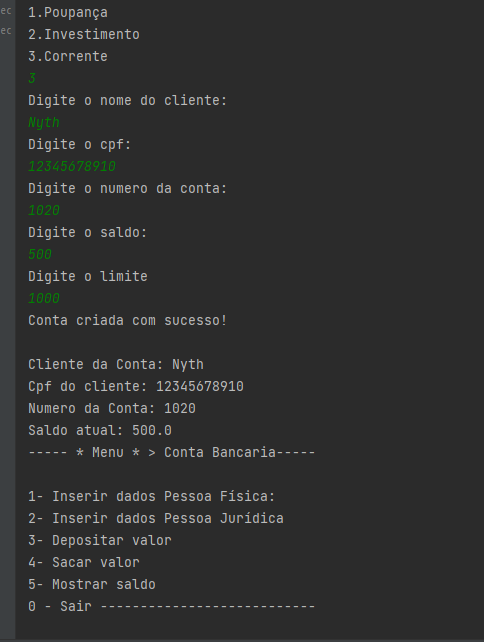 ec
ec
1.Poupança
2.Investimento
3.Corrente
3
Digite o nome do cliente:
Nyth
Digite o cpf:
12345678910
Digite o numero da conta:
1020
Digite o saldo:
500
Digite o limite
1000
Conta criada com sucesso!
Cliente da Conta: Nyth
Cpf do cliente: 12345678910
Numero da Conta: 1020
Saldo atual: 500.0
----- * Menu * > Conta Bancaria-----
1- Inserir dados Pessoa Física:
2- Inserir dados Pessoa Jurídica
3- Depositar valor
4- Sacar valor
5- Mostrar saldo
0 - Sair ---------------------------